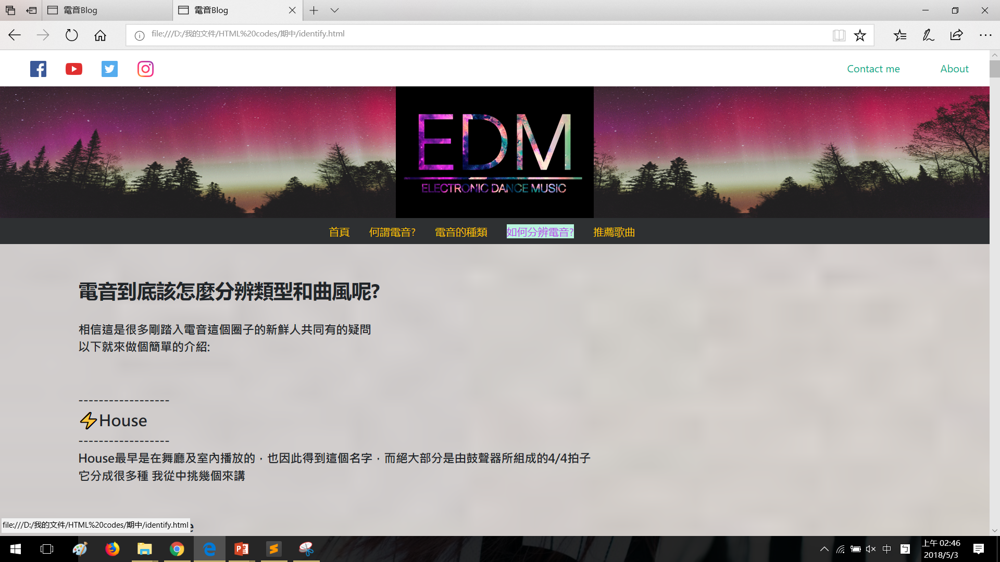 電音Blog
電音Blog
file:///D:/我的文件/HTML%20codes/期中/identify.html
Contact me
About
EDM
ELECTRONIC DANCE MUSIC
首頁 何謂電音? 電音的種類 如何分辨電音? 推薦歌曲
電音到底該怎麼分辨類型和曲風呢?
相信這是很多剛踏入電音這個圈子的新鮮人共同有的疑問
以下就來做個簡單的介紹:
------------------
⚡House
------------------
House最早是在舞廳及室內播放的，也因此得到這個名字，而絕大部分是由鼓聲器所組成的4/4拍子
它分成很多種 我從中挑幾個來講
file:///D:/我的文件/HTML%20codes/期中/identify.html
中
上午 02:46
2018/5/3